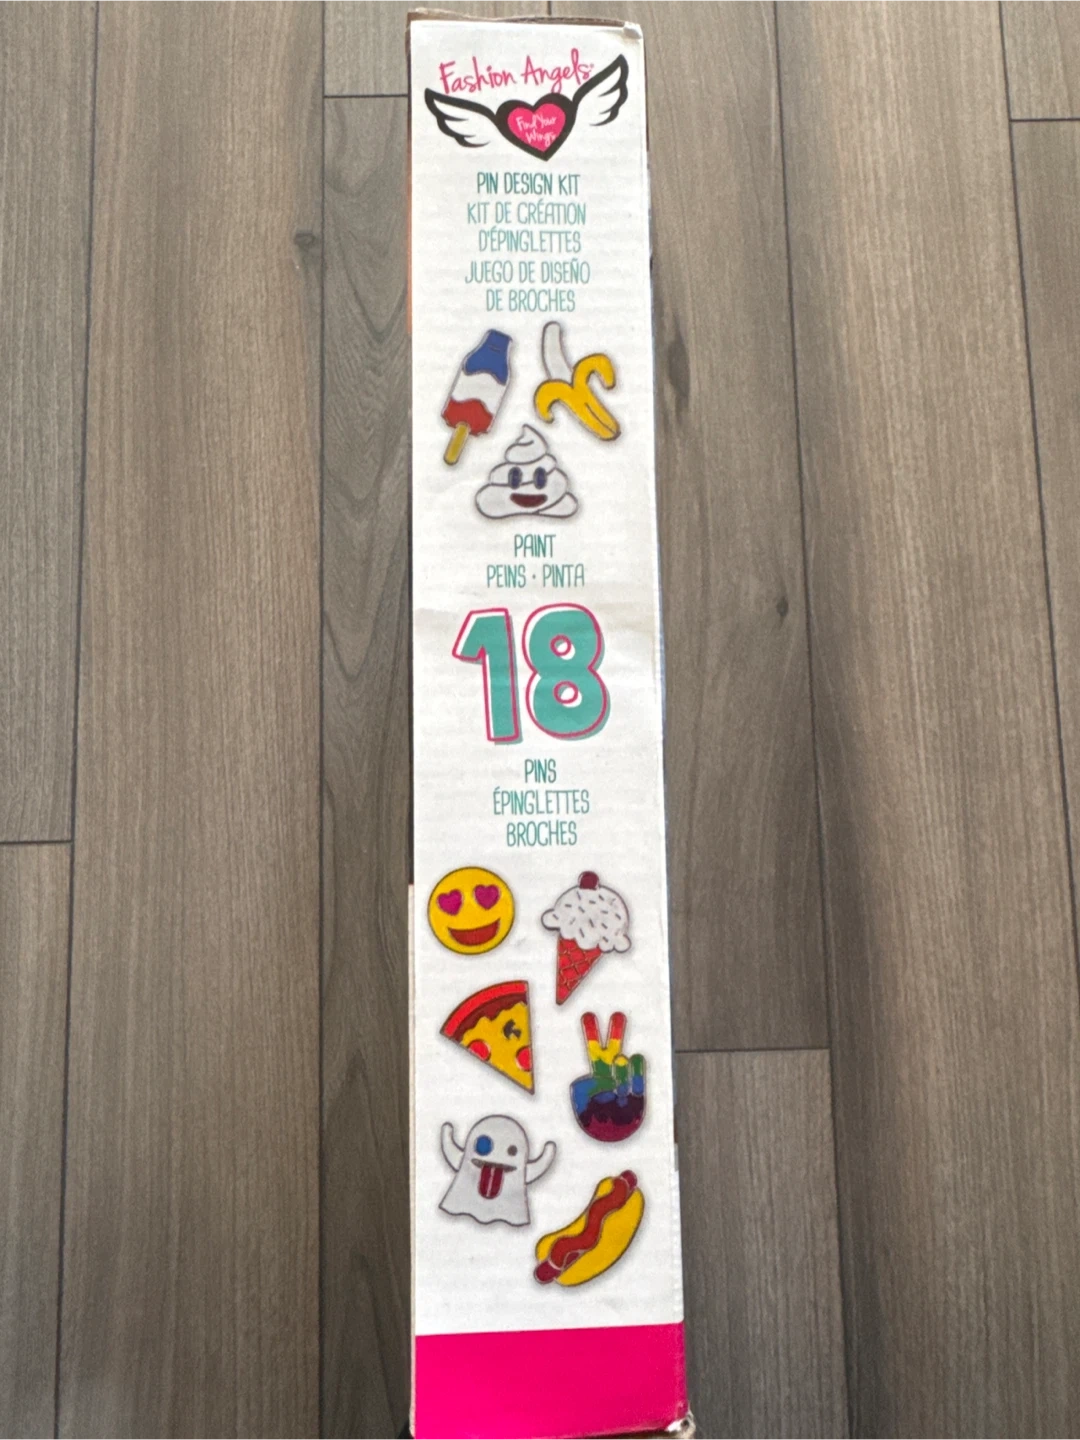 Fashion Angels
Find Your
Wings
PIN DESIGN KIT
KIT DE CRÉATION
D'ÉPINGLETTES
JUEGO DE DISEÑO
DE BROCHES
PAINT
PEINS • PINTA
18
PINS
ÉPINGLETTES
BROCHES